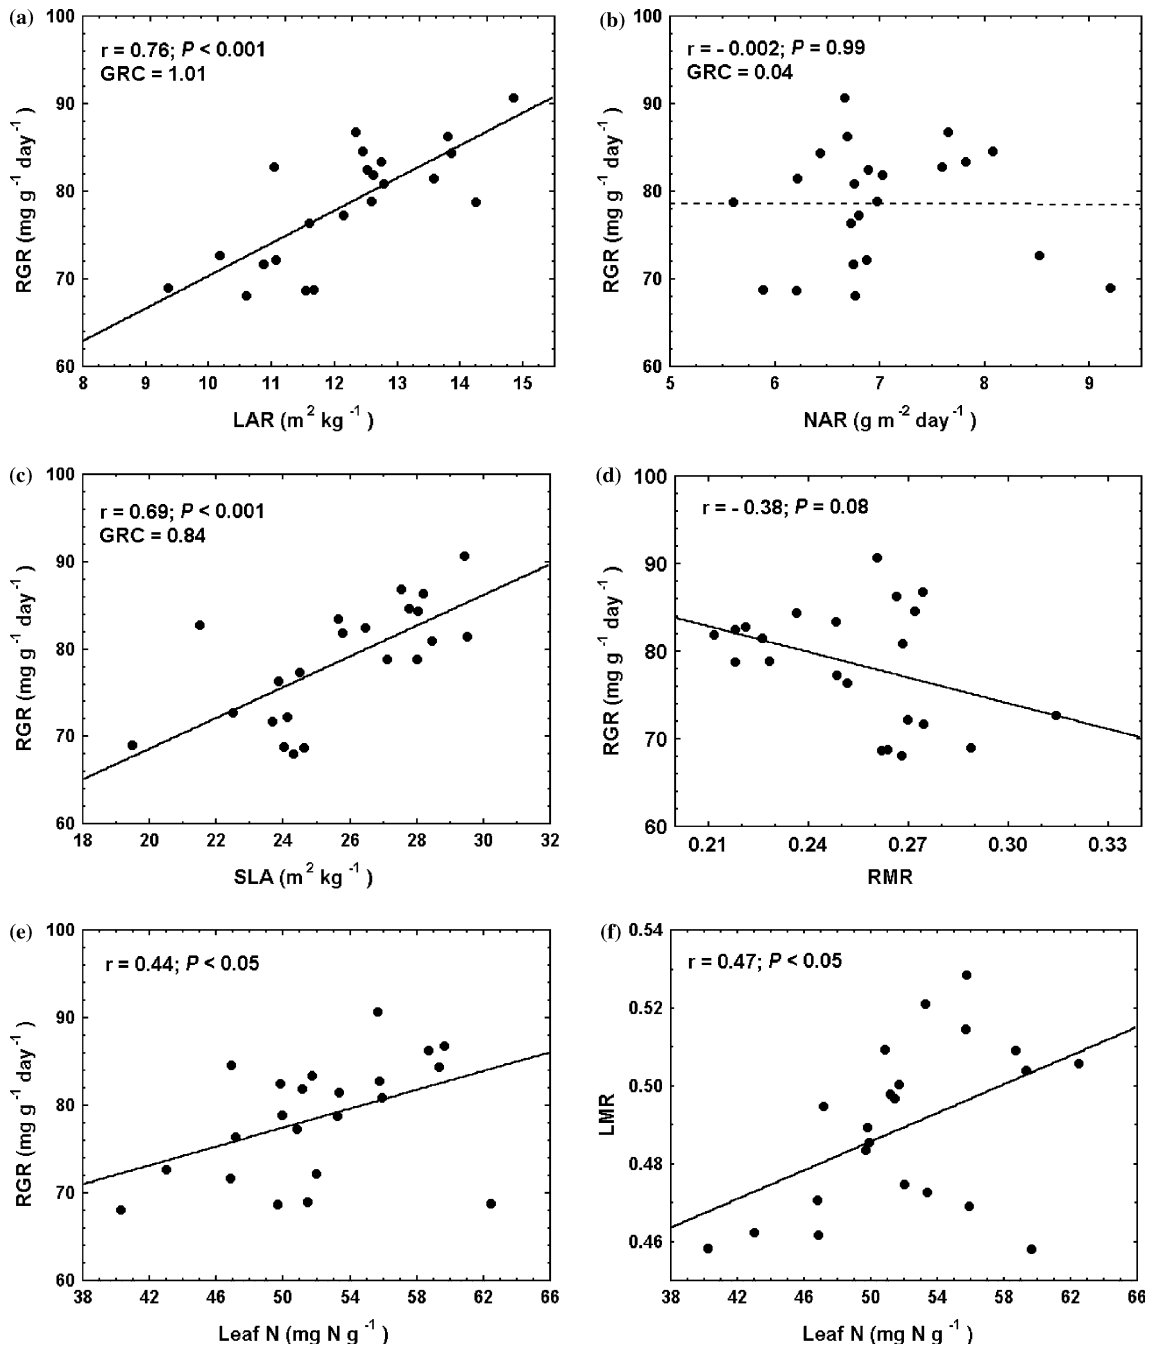 (a)
r = 0.76; P < 0.001
GRC = 1.01
100
90
80
70
60
RGR (mg g⁻¹ day⁻¹)
8 9 10 11 12 13 14 15
LAR (m² kg⁻¹)
(b)
r = - 0.002; P = 0.99
GRC = 0.04
100
90
80
70
60
RGR (mg g⁻¹ day⁻¹)
5 6 7 8 9
NAR (g m⁻² day⁻¹)
(c)
r = 0.69; P < 0.001
GRC = 0.84
100
90
80
70
60
RGR (mg g⁻¹ day⁻¹)
18 20 22 24 26 28 30 32
SLA (m² kg⁻¹)
(d)
r = - 0.38; P = 0.08
100
90
80
70
60
RGR (mg g⁻¹ day⁻¹)
0.21 0.24 0.27 0.30 0.33
RMR
(e)
r = 0.44; P < 0.05
100
90
80
70
60
RGR (mg g⁻¹ day⁻¹)
38 42 46 50 54 58 62 66
Leaf N (mg N g⁻¹)
(f)
r = 0.47; P < 0.05
0.54
0.52
0.50
0.48
0.46
LMR
38 42 46 50 54 58 62 66
Leaf N (mg N g⁻¹)